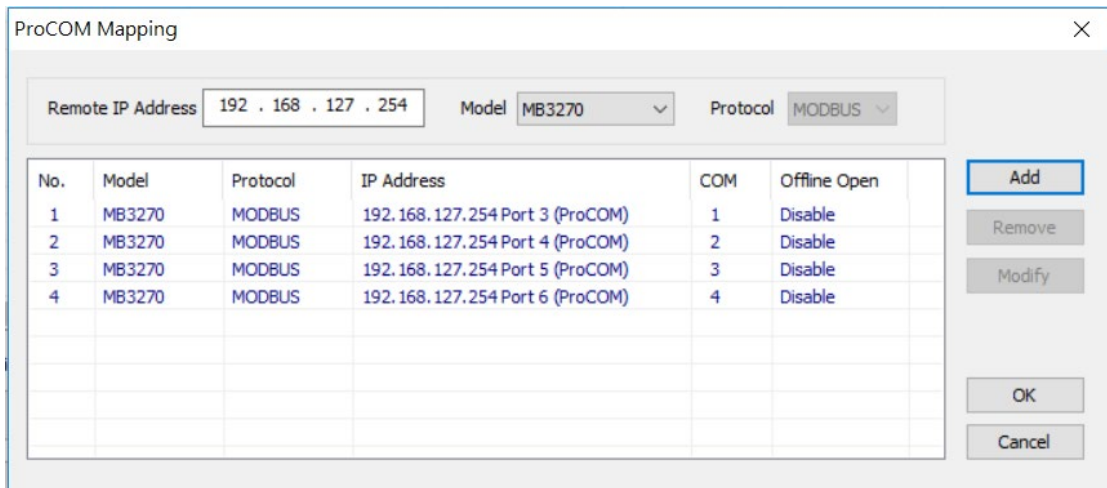 ProCOM Mapping
Remote IP Address 192 . 168 . 127 . 254 Model MB3270 Protocol MODBUS
No. Model Protocol IP Address COM Offline Open
1 MB3270 MODBUS 192.168.127.254 Port 3 (ProCOM) 1 Disable
2 MB3270 MODBUS 192.168.127.254 Port 4 (ProCOM) 2 Disable
3 MB3270 MODBUS 192.168.127.254 Port 5 (ProCOM) 3 Disable
4 MB3270 MODBUS 192.168.127.254 Port 6 (ProCOM) 4 Disable
Add
Remove
Modify
OK
Cancel